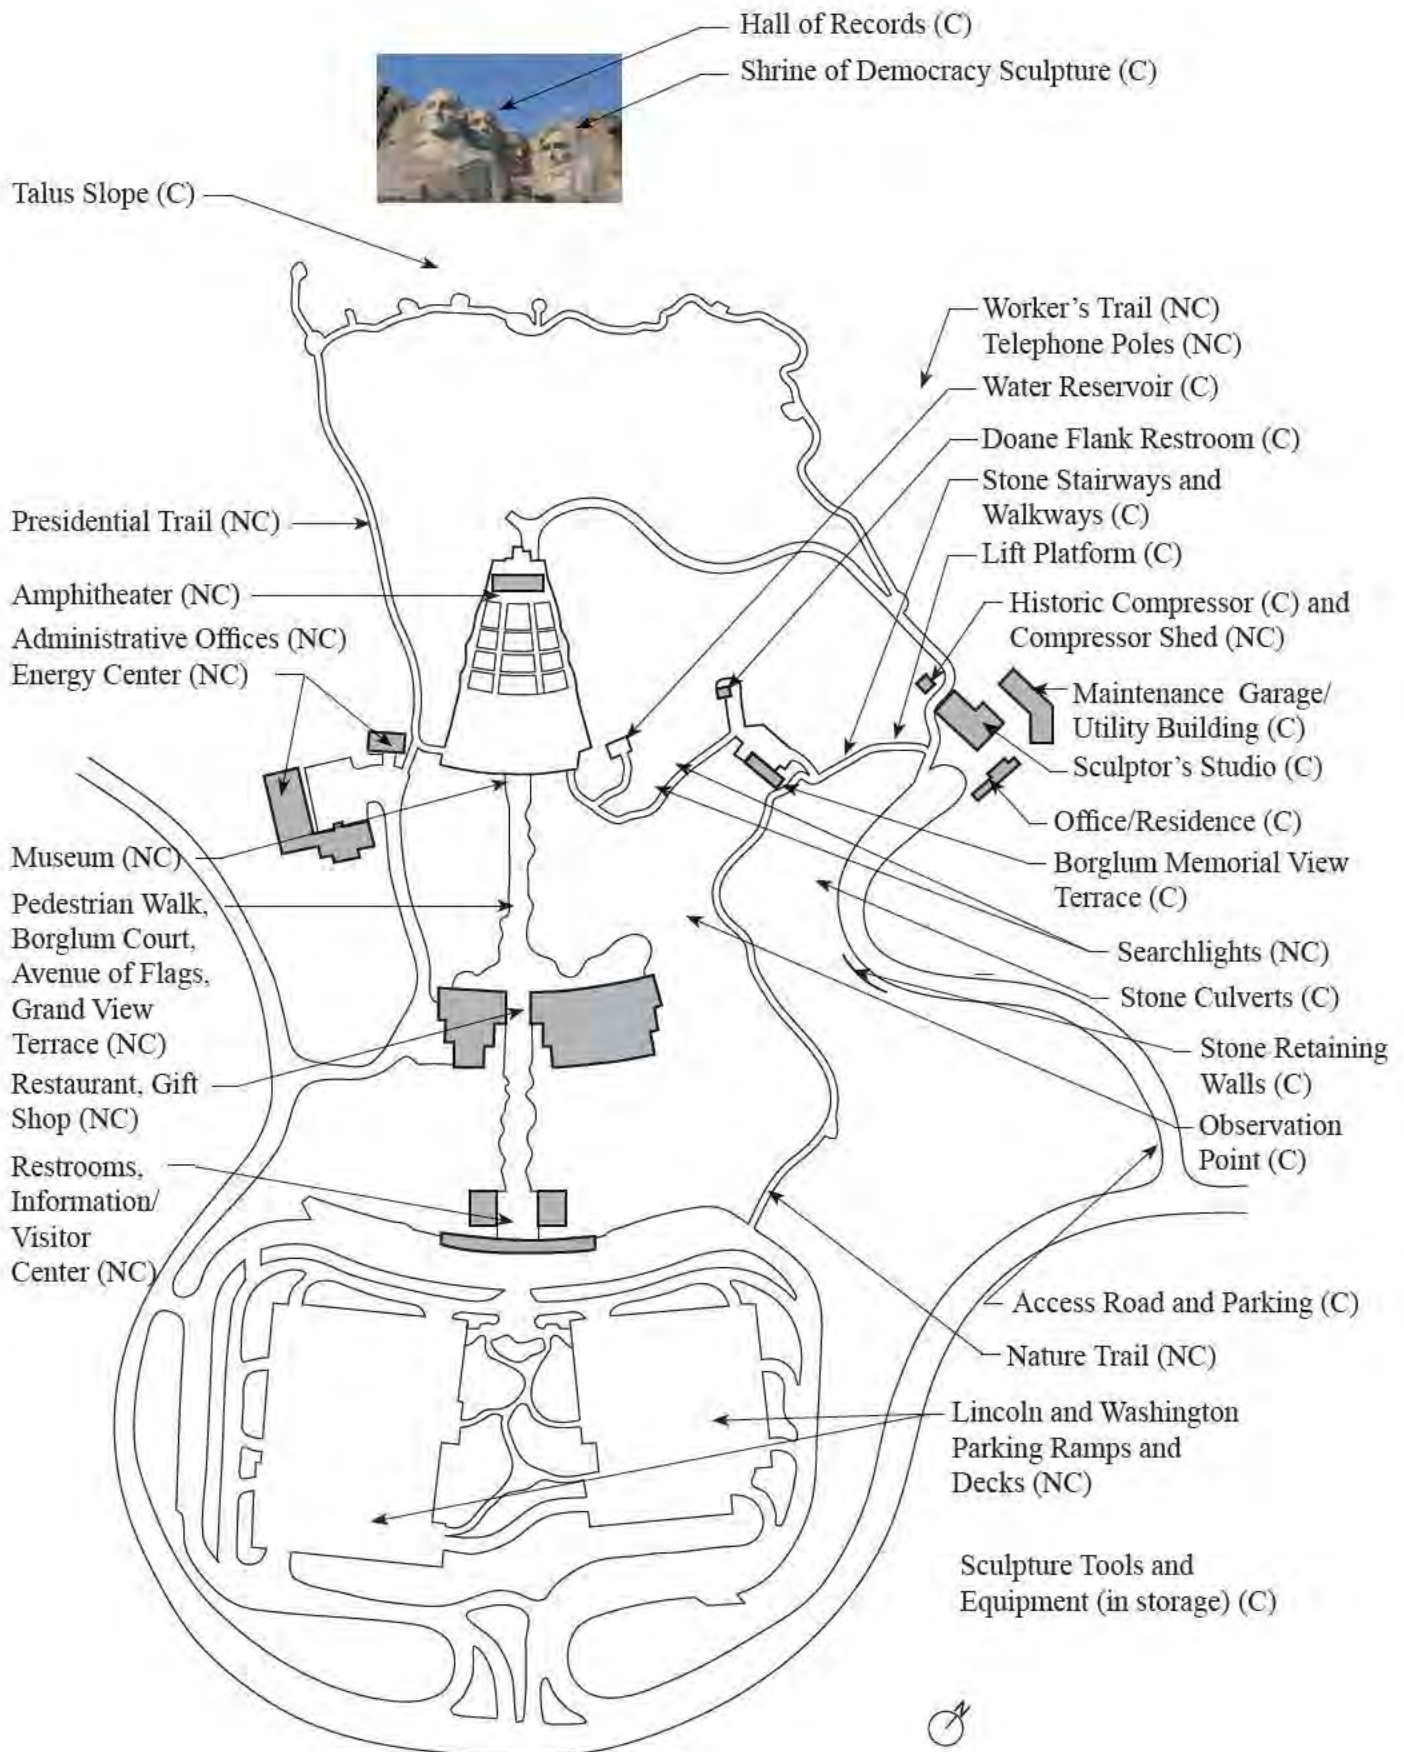 Hall of Records (C)
Shrine of Democracy Sculpture (C)
Talus Slope (C)
Worker's Trail (NC)
Telephone Poles (NC)
Water Reservoir (C)
Doane Flank Restroom (C)
Stone Stairways and
Walkways (C)
Lift Platform (C)
Historic Compressor (C) and
Compressor Shed (NC)
Maintenance Garage/
Utility Building (C)
Sculptor's Studio (C)
Office/Residence (C)
Borglum Memorial View
Terrace (C)
Searchlights (NC)
Stone Culverts (C)
Stone Retaining
Walls (C)
Observation
Point (C)
Access Road and Parking (C)
Nature Trail (NC)
Lincoln and Washington
Parking Ramps and
Decks (NC)
Sculpture Tools and
Equipment (in storage) (C)
Presidential Trail (NC)
Amphitheater (NC)
Administrative Offices (NC)
Energy Center (NC)
Museum (NC)
Pedestrian Walk,
Borglum Court,
Avenue of Flags,
Grand View
Terrace (NC)
Restaurant, Gift
Shop (NC)
Restrooms,
Information/
Visitor
Center (NC)
N